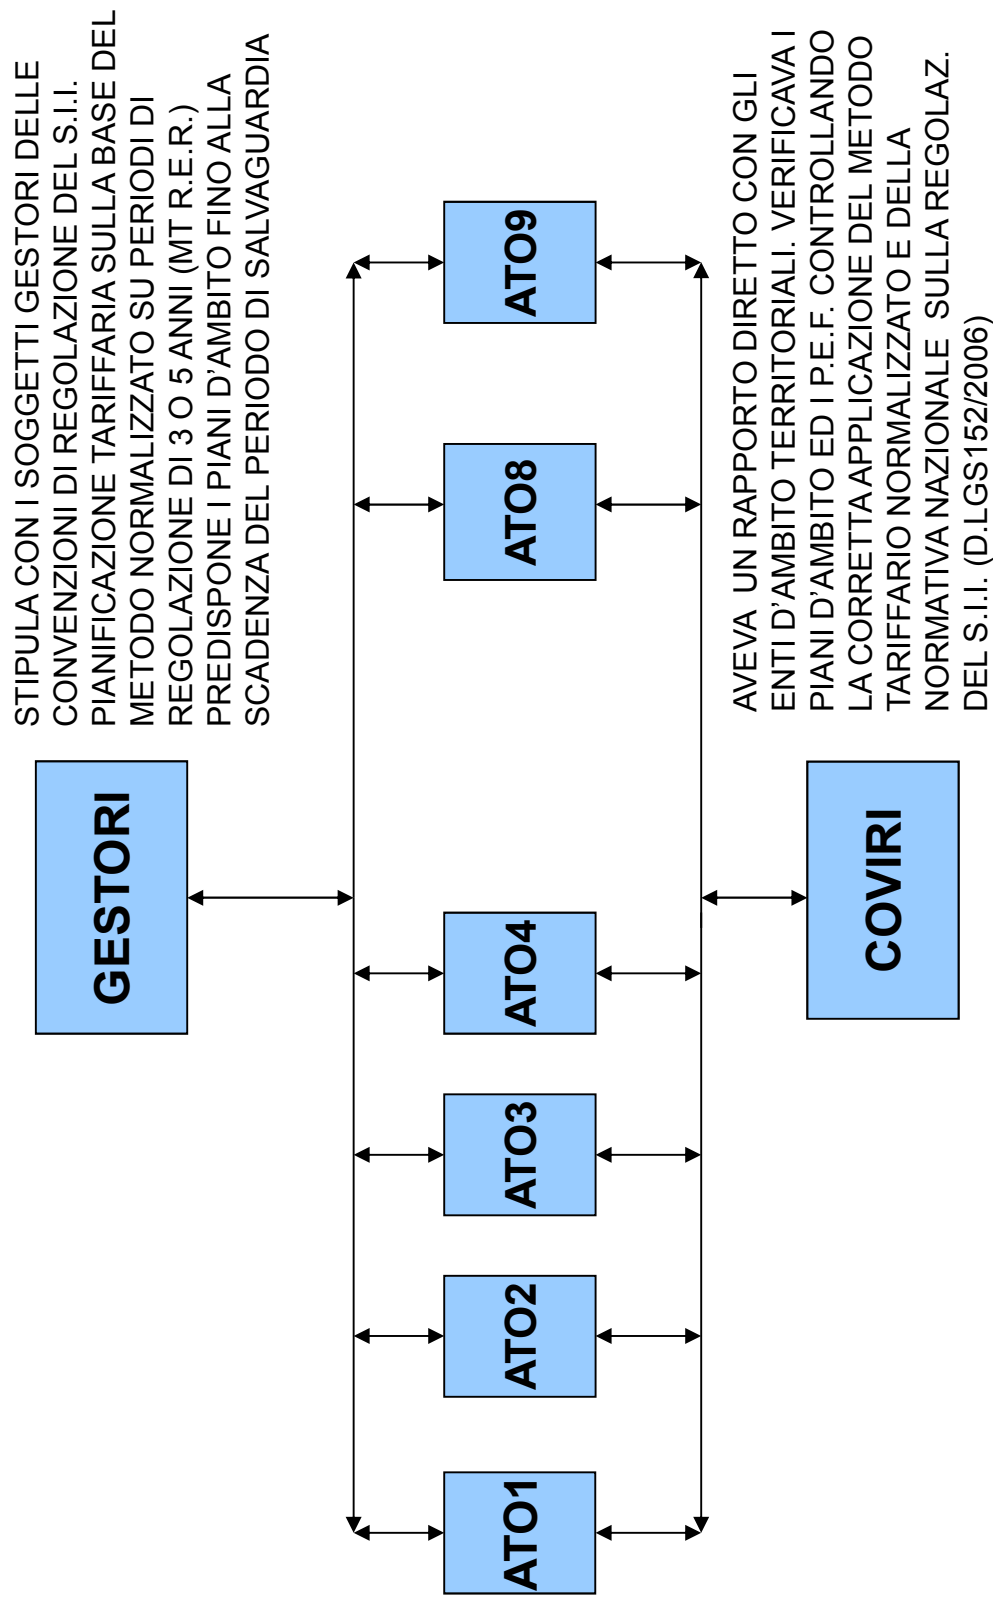 GESTORI
STIPULA CON I SOGGETTI GESTORI DELLE
CONVENZIONI DI REGOLAZIONE DEL S.I.I.
PIANIFICAZIONE TARIFFARIA SULLA BASE DEL
METODO NORMALIZZATO SU PERIODI DI
REGOLAZIONE DI 3 O 5 ANNI (MT R.E.R.)
PREDISPONE I PIANI D’AMBITO FINO ALLA
SCADENZA DEL PERIODO DI SALVAGUARDIA
ATO1
ATO2
ATO3
ATO4
ATO8
ATO9
COVIRI
AVEVA UN RAPPORTO DIRETTO CON GLI
ENTI D’AMBITO TERRITORIALI. VERIFICAVA I
PIANI D’AMBITO ED I P.E.F. CONTROLLANDO
LA CORRETTA APPLICAZIONE DEL METODO
TARIFFARIO NORMALIZZATO E DELLA
NORMATIVA NAZIONALE SULLA REGOLAZ.
DEL S.I.I. (D.LGS152/2006)